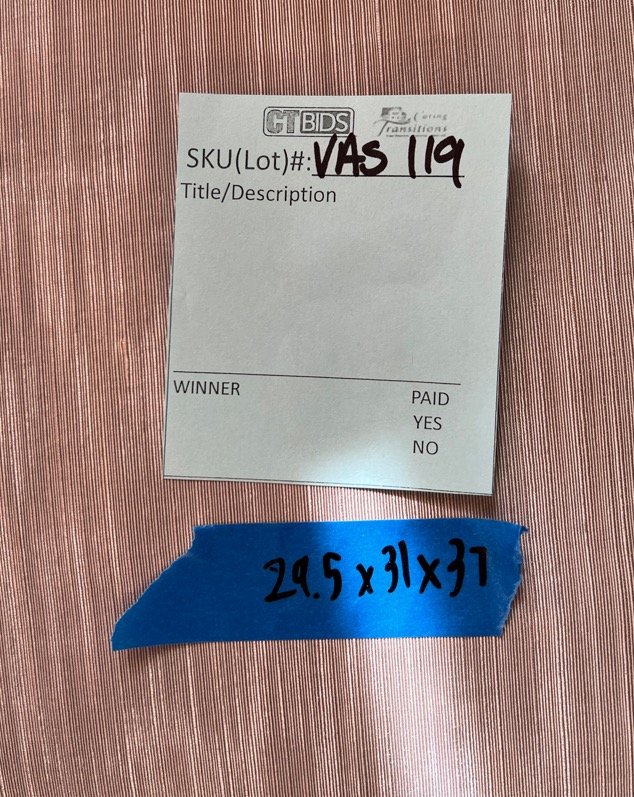 CTBIDS
Caring
Transitions
SKU(Lot)#: VAS 119
Title/Description
WINNER
PAID
YES
NO
29.5 x 31 x 37